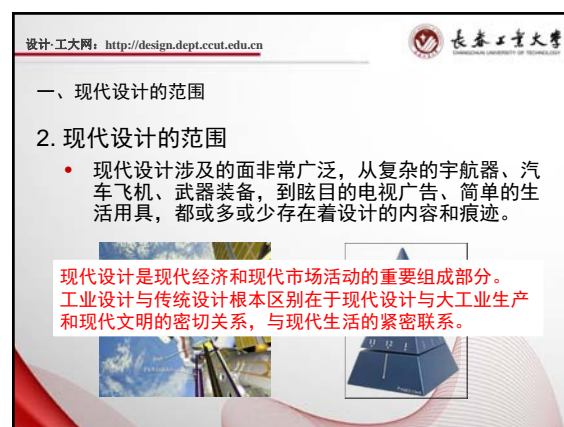 设计·工大网：http://design.dept.ccut.edu.cn
长春工业大学
CHANGCHUN UNIVERSITY OF TECHNOLOGY
一、现代设计的范围
2. 现代设计的范围
• 现代设计涉及的面非常广泛，从复杂的宇航器、汽
车飞机、武器装备，到眩目的电视广告、简单的生
活用具，都或多或少存在着设计的内容和痕迹。
现代设计是现代经济和现代市场活动的重要组成部分。
工业设计与传统设计根本区别在于现代设计与大工业生产
和现代文明的密切关系，与现代生活的紧密联系。